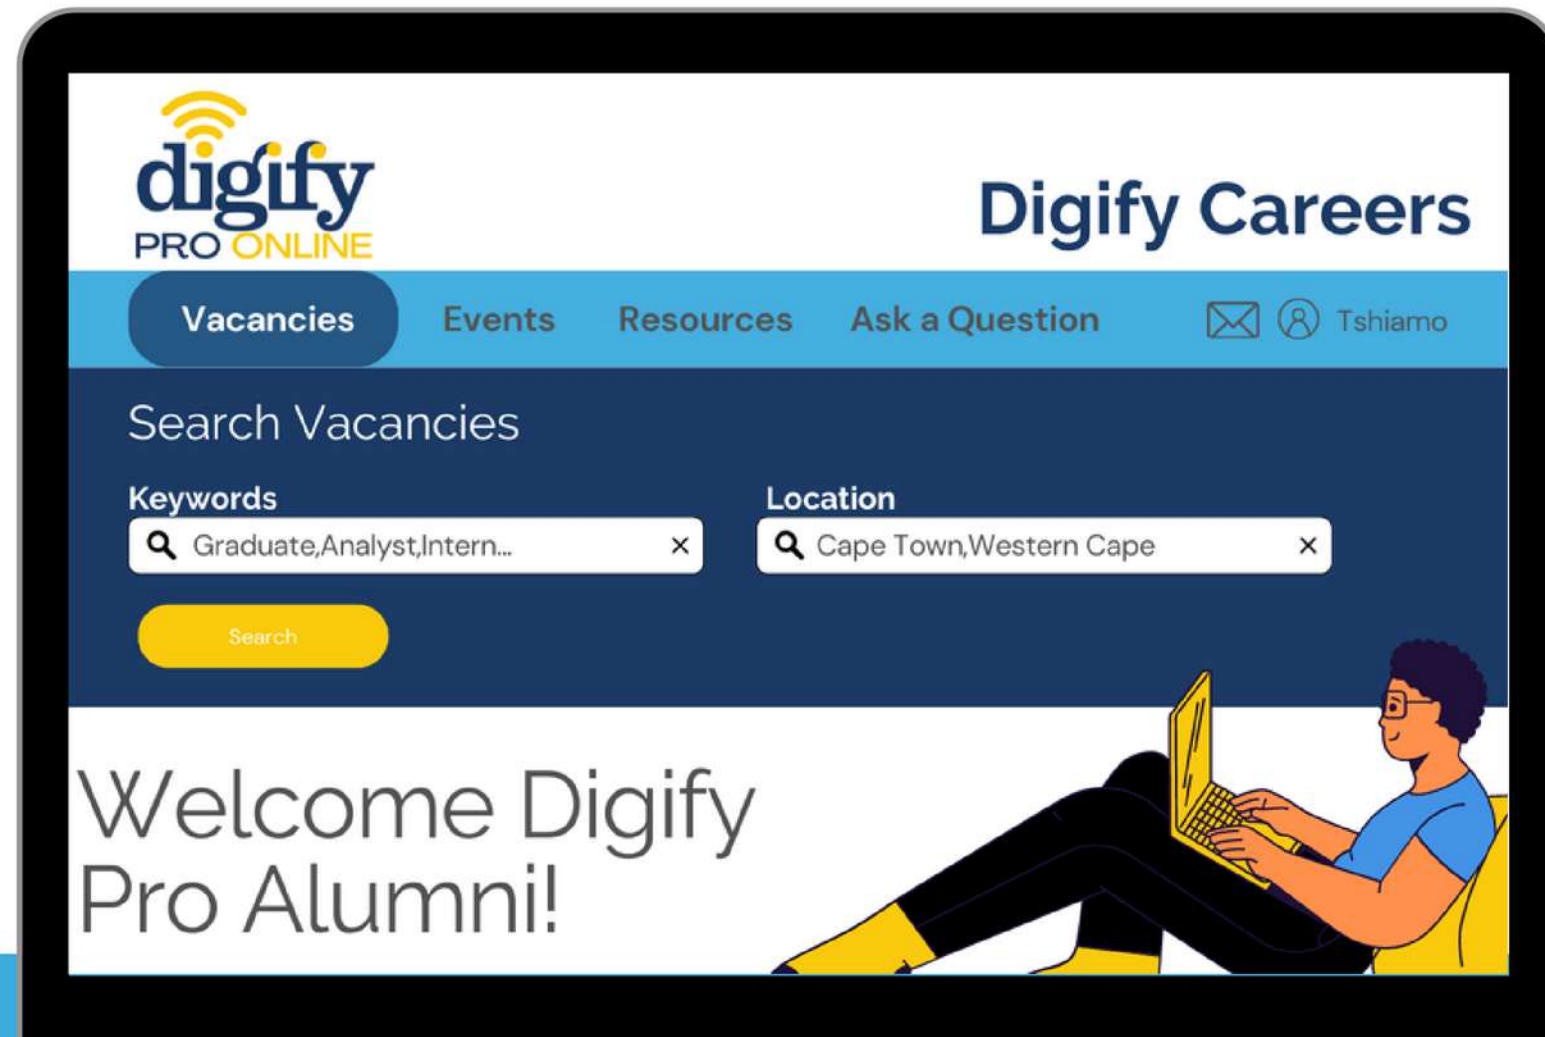 digify
PRO ONLINE
Digify Careers
Vacancies Events Resources Ask a Question Tshiamo
Search Vacancies
Keywords Location
Graduate,Analyst,Intern... × Cape Town,Western Cape ×
Search
Welcome Digify
Pro Alumni!